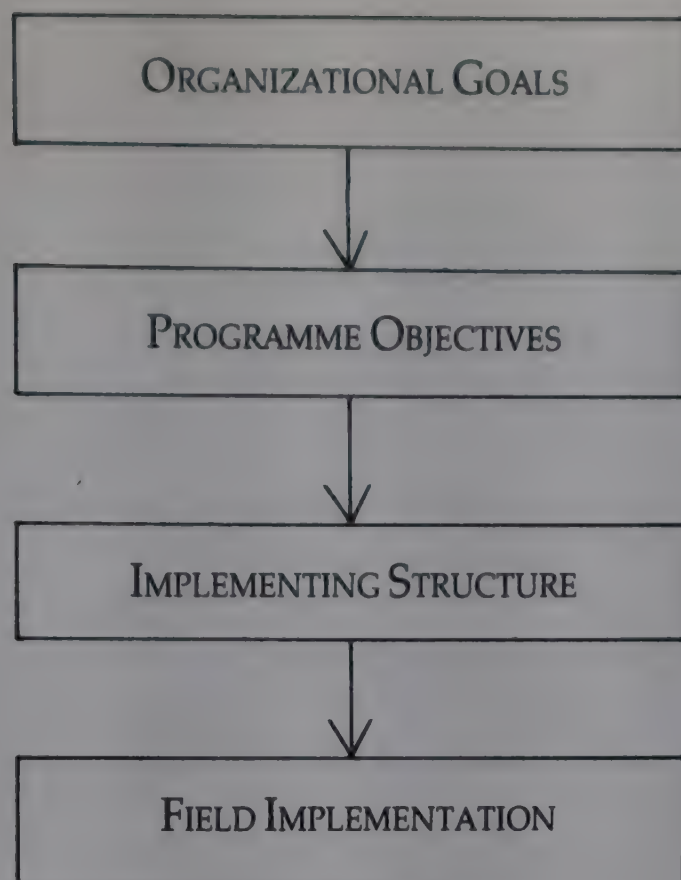 ORGANIZATIONAL GOALS
PROGRAMME OBJECTIVES
IMPLEMENTING STRUCTURE
FIELD IMPLEMENTATION